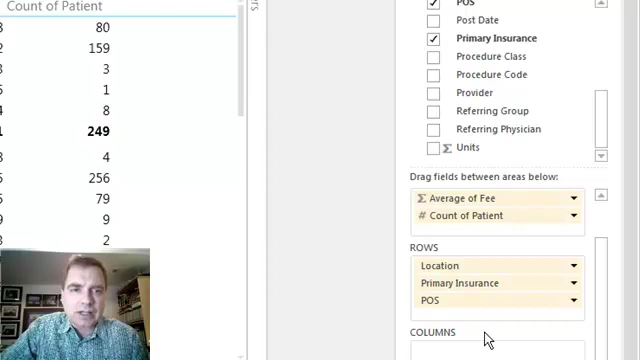 Count of Patient
80
159
3
1
8
249
4
256
79
9
2
ers
POS
Post Date
Primary Insurance
Procedure Class
Procedure Code
Provider
Referring Group
Referring Physician
Σ Units
Drag fields between areas below:
Σ Average of Fee
# Count of Patient
ROWS
Location
Primary Insurance
POS
COLUMNS